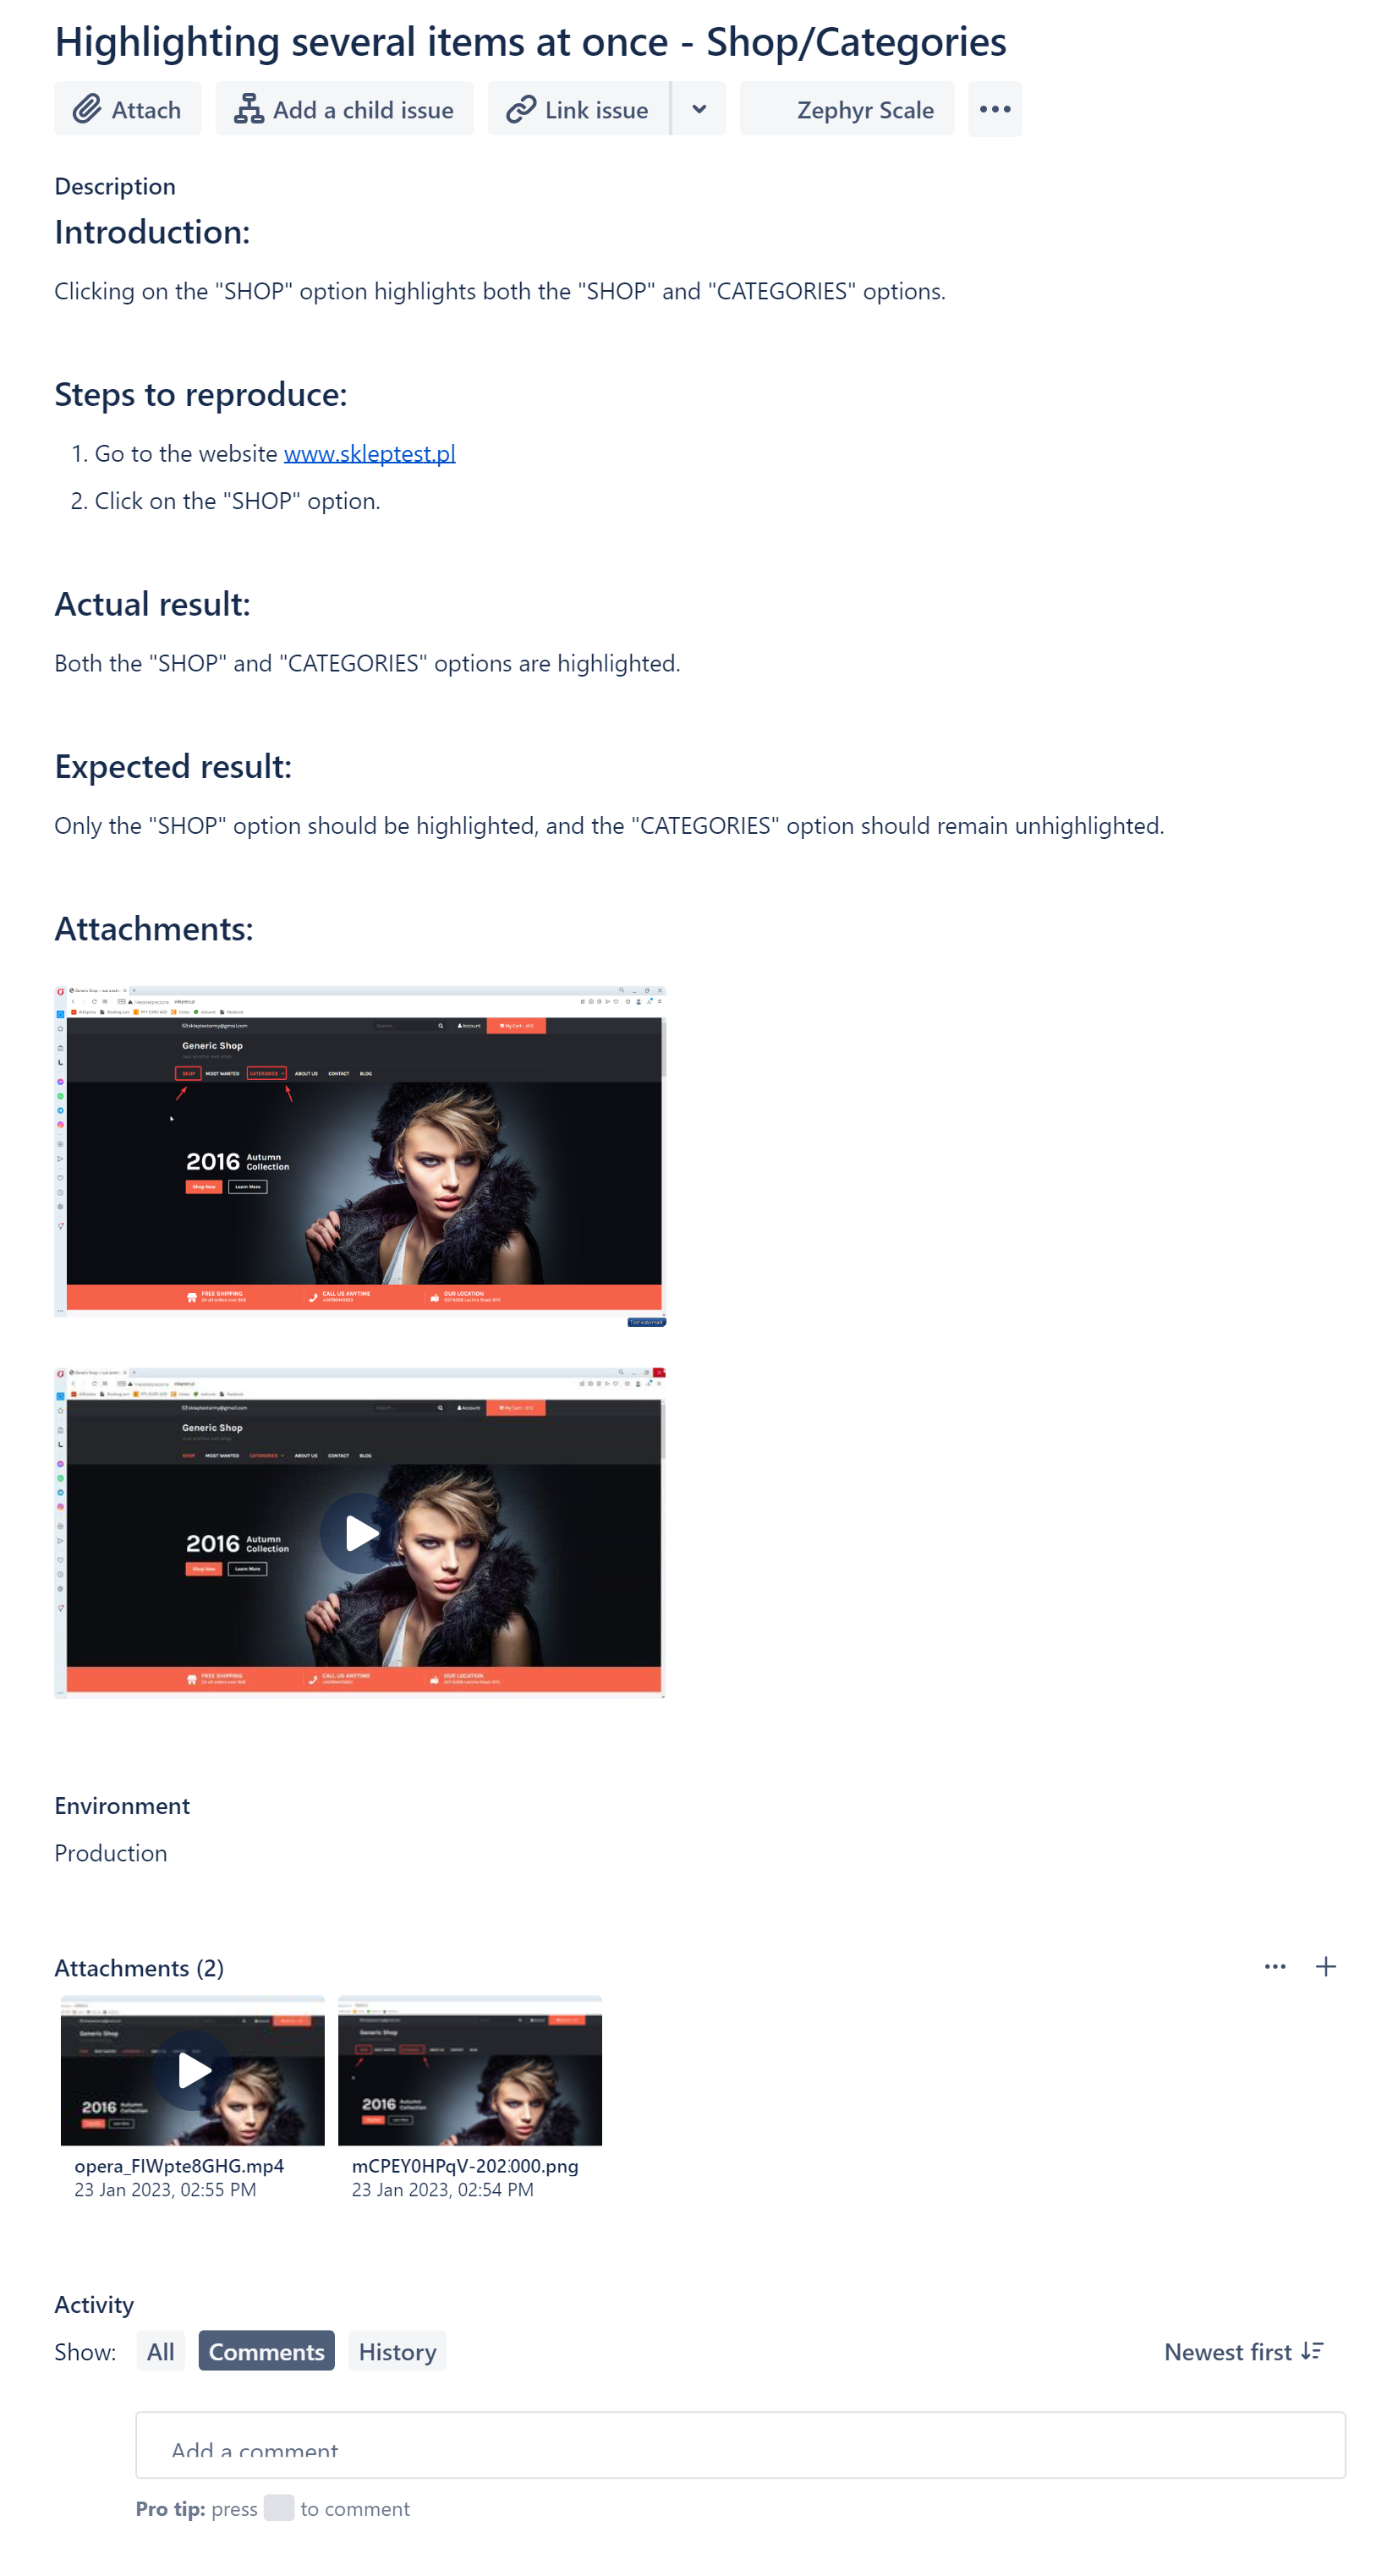 Highlighting several items at once - Shop/Categories
Attach
Add a child issue
Link issue
Zephyr Scale
Description
Introduction:
Clicking on the "SHOP" option highlights both the "SHOP" and "CATEGORIES" options.
Steps to reproduce:
1. Go to the website www.skleptest.pl
2. Click on the "SHOP" option.
Actual result:
Both the "SHOP" and "CATEGORIES" options are highlighted.
Expected result:
Only the "SHOP" option should be highlighted, and the "CATEGORIES" option should remain unhighlighted.
Attachments:
Generic Shop
SHOP MOST WANTED CATEGORIES ABOUT US CONTACT BLOG
2016 Autumn
Collection
Shop Now Learn More
FREE SHIPPING CALL US ANYTIME OUR LOCATION
Generic Shop
SHOP MOST WANTED CATEGORIES ABOUT US CONTACT BLOG
2016 Autumn
Collection
Shop Now Learn More
FREE SHIPPING CALL US ANYTIME OUR LOCATION
Environment
Production
Attachments (2)
Generic Shop
2016 Autumn
Collection
Generic Shop
2016 Autumn
Collection
opera_FIWpte8GHG.mp4
23 Jan 2023, 02:55 PM
mCPEY0HPqV-202 000.png
23 Jan 2023, 02:54 PM
Activity
Show: All Comments History
Newest first
Add a comment
Pro tip: press to comment